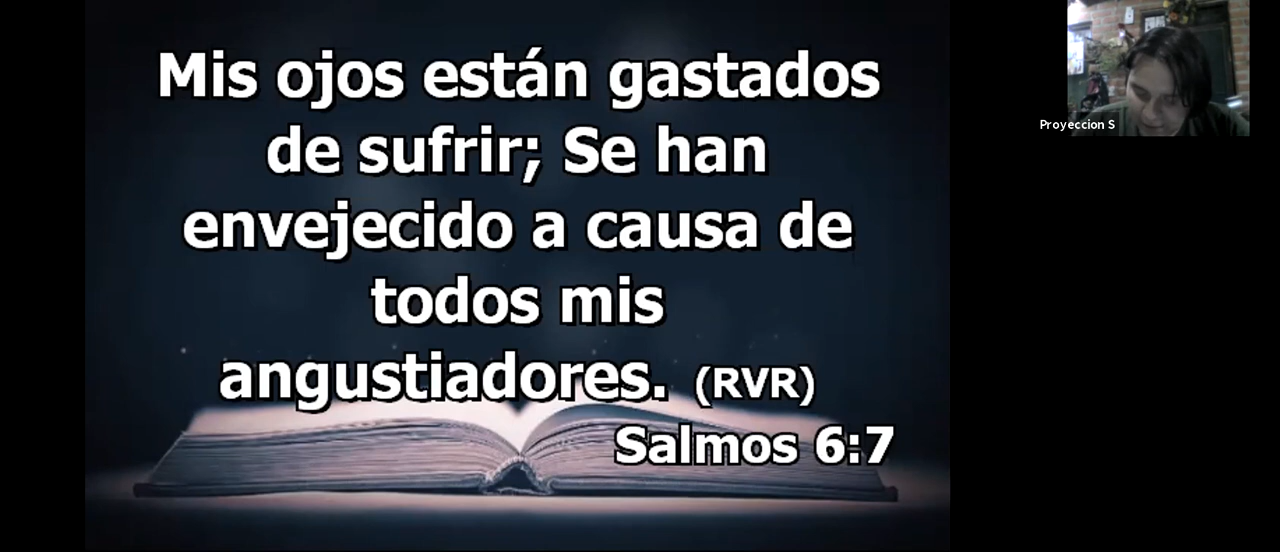 Mis ojos están gastados
de sufrir; Se han
envejecido a causa de
todos mis
angustiadores. (RVR)
Salmos 6:7
Proyeccion S